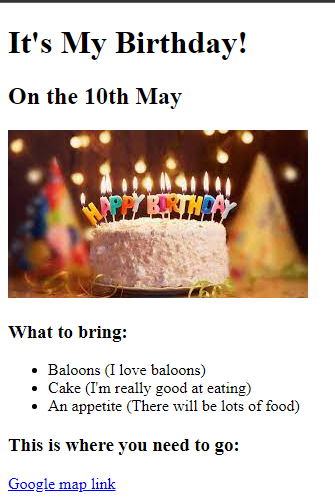 It's My Birthday!
On the 10th May
HAPPY BIRTHDAY
What to bring:
Baloons (I love baloons)
Cake (I'm really good at eating)
An appetite (There will be lots of food)
This is where you need to go:
Google map link